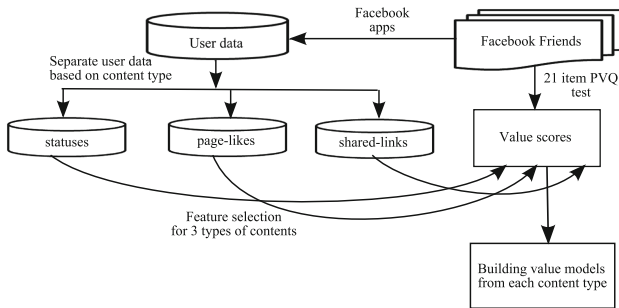 Facebook
apps
User data
Facebook Friends
Separate user data
based on content type
21 item PVQ
test
statuses
page-likes
shared-links
Value scores
Feature selection
for 3 types of contents
Building value models
from each content type